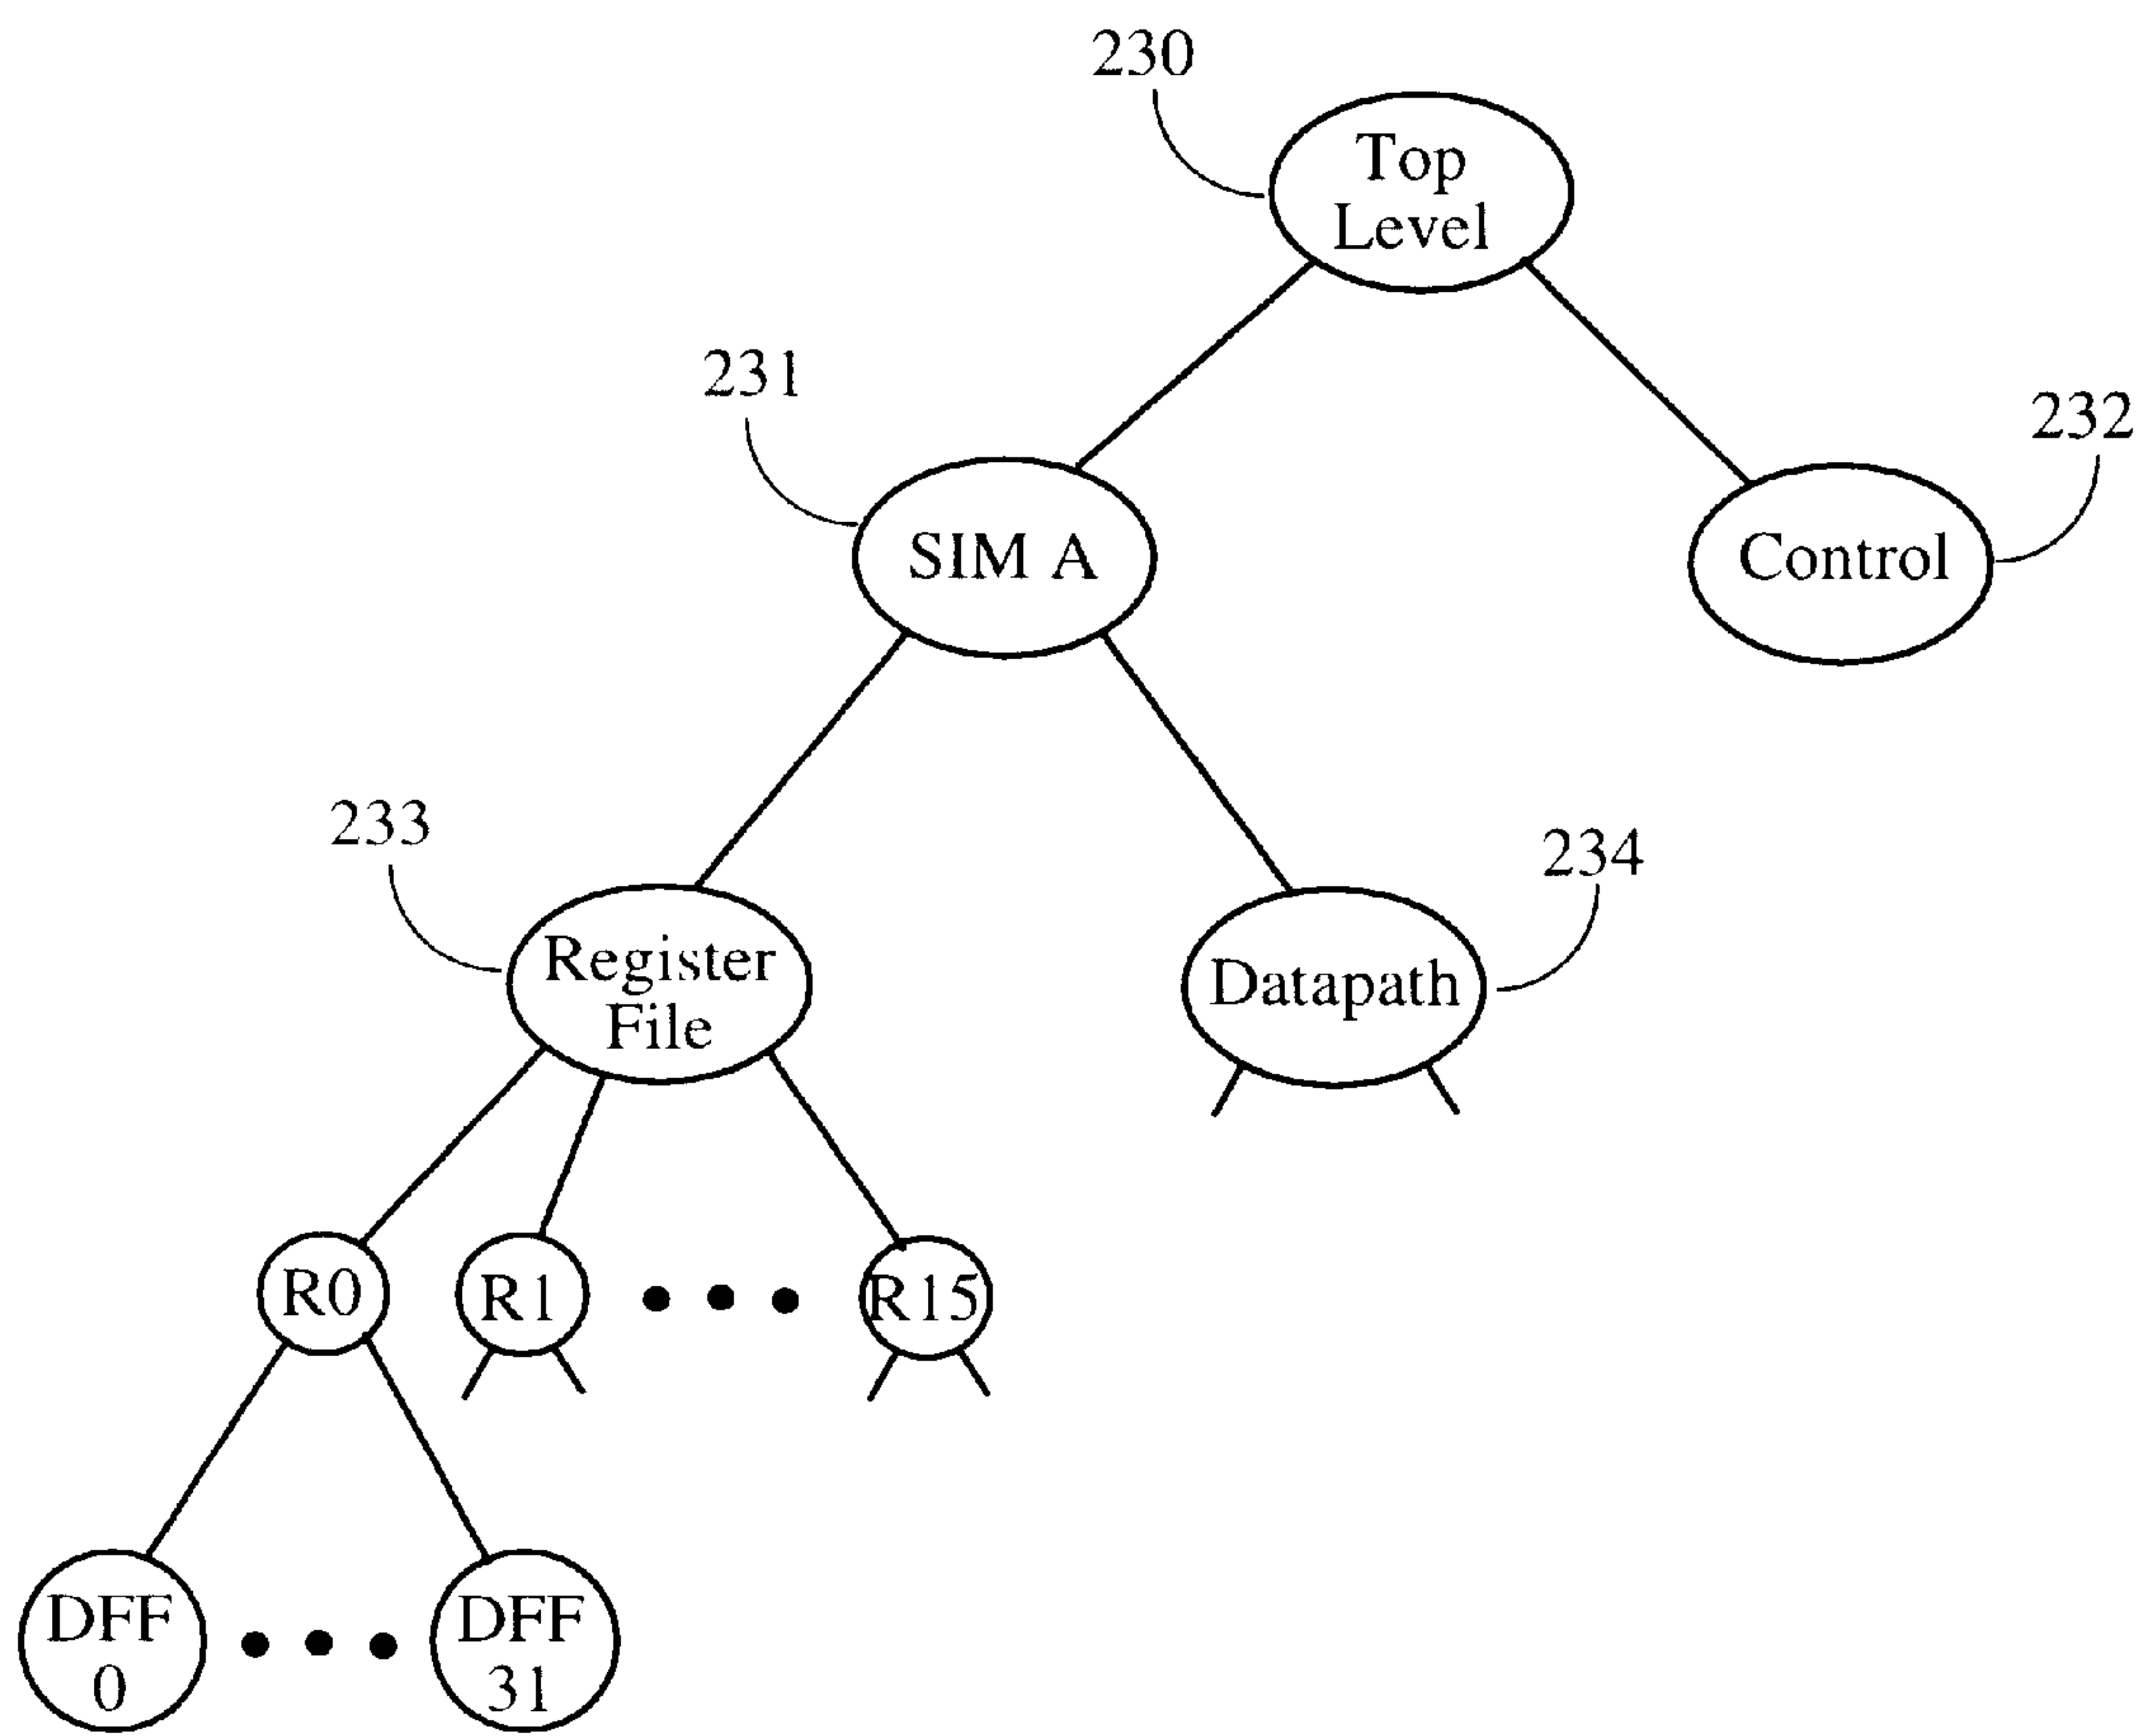 230
Top
Level
231
232
SIM A
Control
233
234
Register
File
Datapath
R0
R1
R15
DFF
0
DFF
31